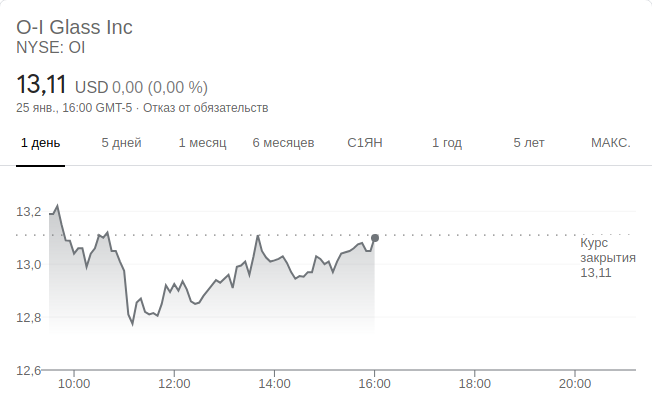 O-I Glass Inc
NYSE: OI
13,11 USD 0,00 (0,00 %)
25 янв., 16:00 GMT-5 · Отказ от обязательств
1 день 5 дней 1 месяц 6 месяцев С1ЯН 1 год 5 лет МАКС.
13,2
13,0
12,8
12,6
Курс
закрытия
13,11
10:00 12:00 14:00 16:00 18:00 20:00